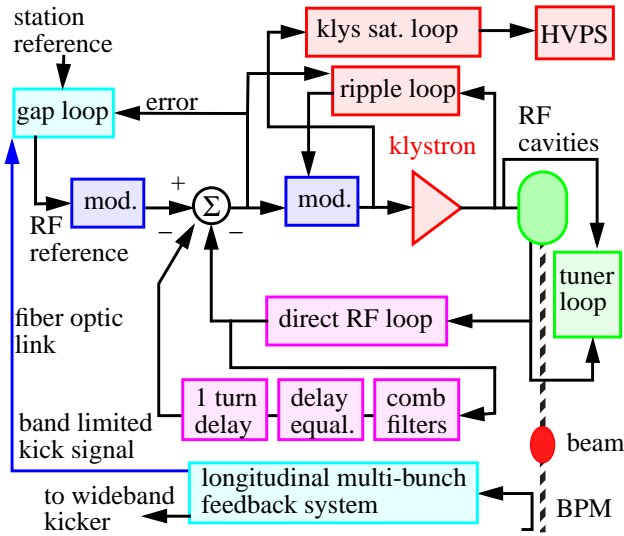 station
reference
klys sat. loop
HVPS
gap loop
error
ripple loop
klystron
RF
cavities
mod.
+
Σ
mod.
−
−
RF
reference
tuner
loop
fiber optic
link
direct RF loop
1 turn
delay
delay
equal.
comb
filters
band limited
kick signal
beam
longitudinal multi-bunch
feedback system
to wideband
kicker
BPM